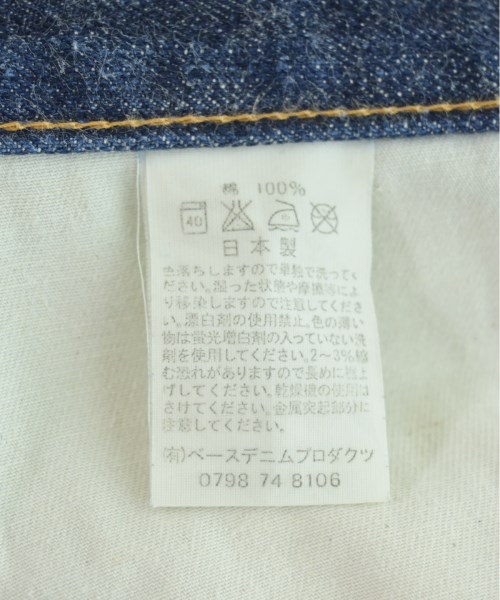 綿 100%
40
日本製
色落ちしますので単独で洗ってく
ださい。湿った状態や摩擦等によ
り移染しますので注意してくださ
い。漂白剤の使用禁止。色の薄い
物は蛍光増白剤の入っていない洗
剤を使用してください。2~3%縮
む恐れがありますので長めに裾上
げしてください。乾燥機の使用は
さけてください。金属突起部分に
注意してください。
(有)ベースデニムプロダクツ
0798 74 8106